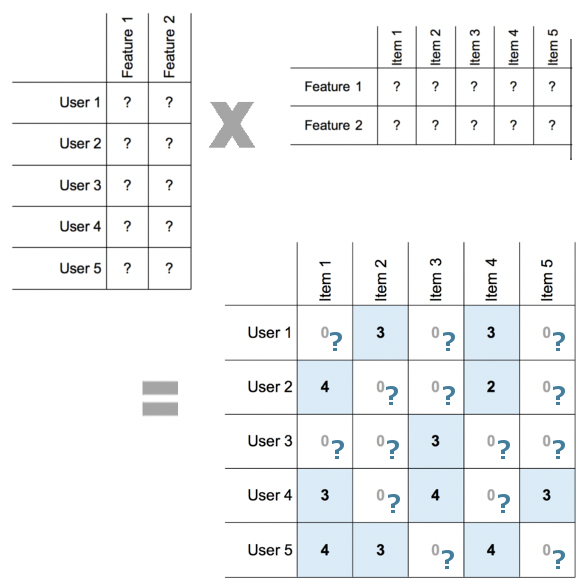 Feature 1 Feature 2
User 1 ? ?
User 2 ? ?
User 3 ? ?
User 4 ? ?
User 5 ? ?
X
Item 1 Item 2 Item 3 Item 4 Item 5
Feature 1 ? ? ? ? ?
Feature 2 ? ? ? ? ?
=
Item 1 Item 2 Item 3 Item 4 Item 5
User 1 0? 3 0? 3 0?
User 2 4 0? 0? 2 0?
User 3 0? 0? 3 0? 0?
User 4 3 0? 4 0? 3
User 5 4 3 0? 4 0?